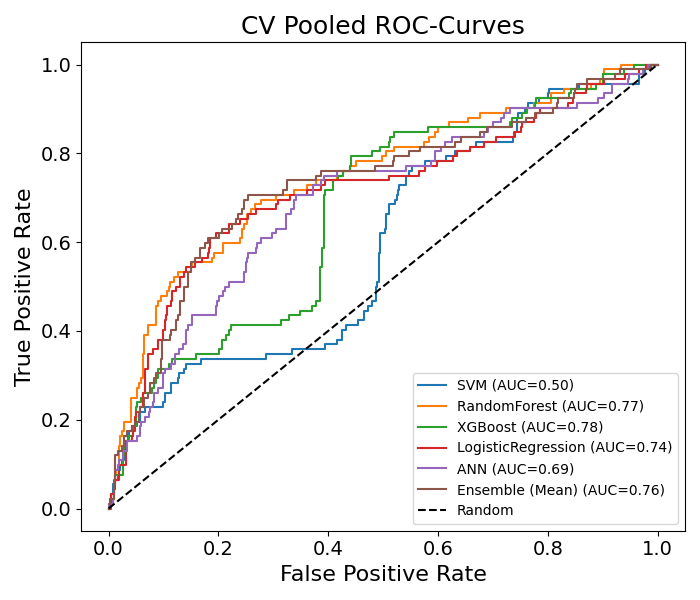 CV Pooled ROC-Curves
True Positive Rate
1.0
0.8
0.6
0.4
0.2
0.0
SVM (AUC=0.50)
RandomForest (AUC=0.77)
XGBoost (AUC=0.78)
LogisticRegression (AUC=0.74)
ANN (AUC=0.69)
Ensemble (Mean) (AUC=0.76)
Random
0.0 0.2 0.4 0.6 0.8 1.0
False Positive Rate